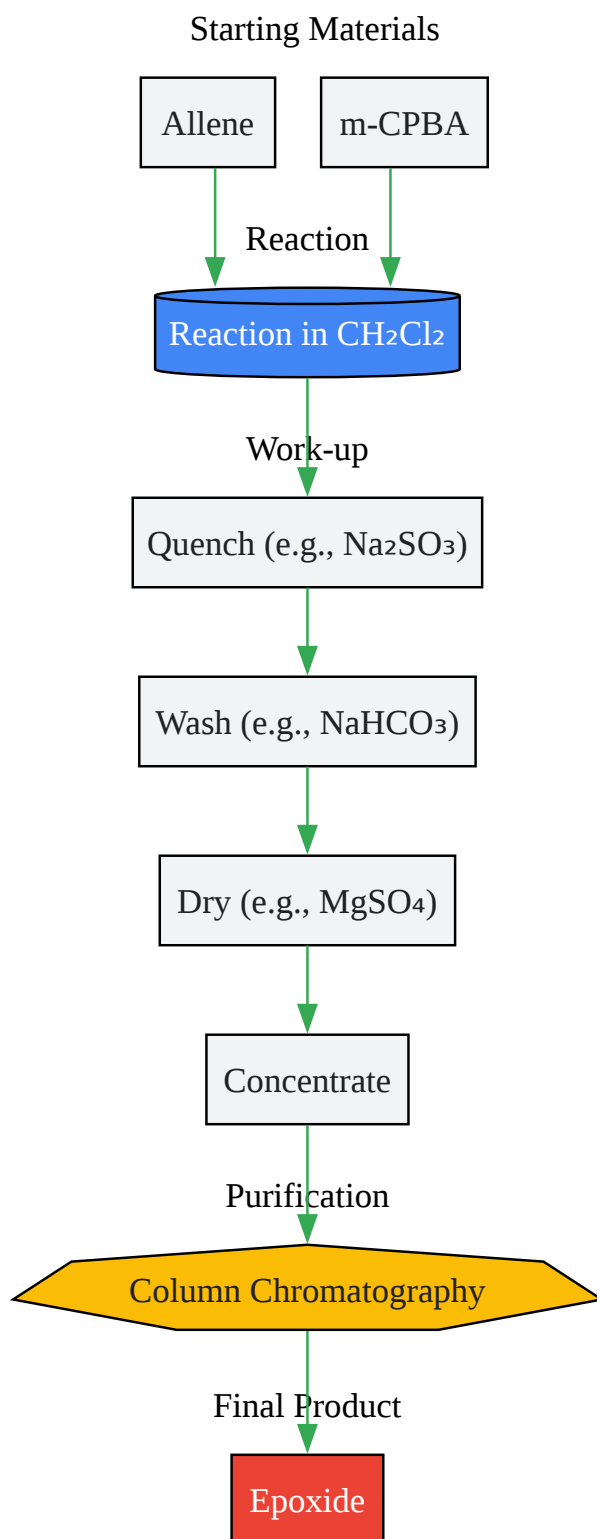 Starting Materials
Allene
m-CPBA
Reaction
Reaction in CH₂Cl₂
Work-up
Quench (e.g., Na₂SO₃)
Wash (e.g., NaHCO₃)
Dry (e.g., MgSO₄)
Concentrate
Purification
Column Chromatography
Final Product
Epoxide